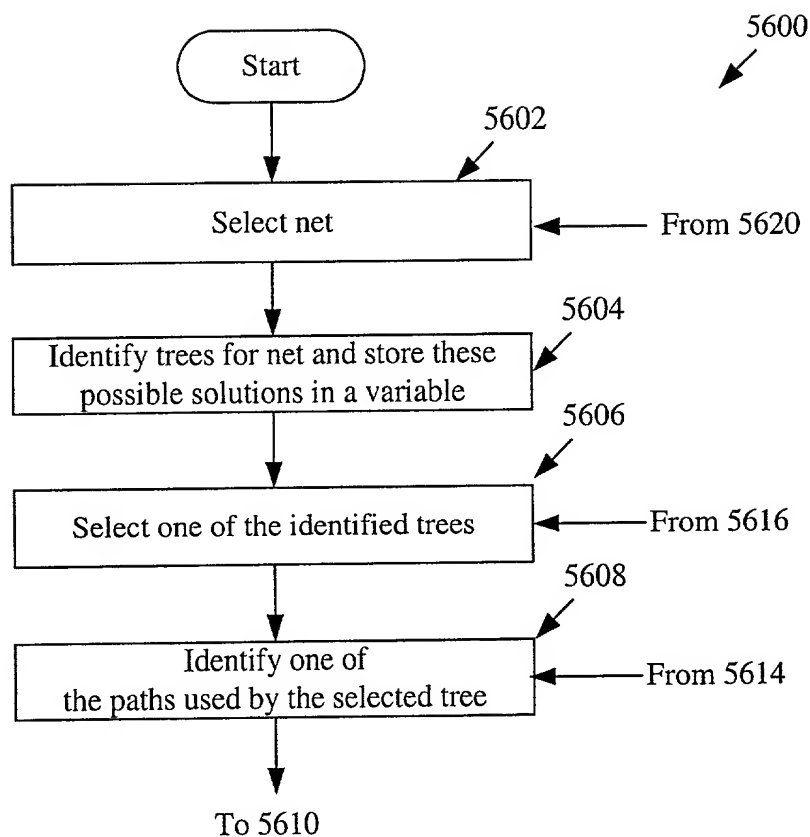 5600
Start
5602
Select net
From 5620
5604
Identify trees for net and store these
possible solutions in a variable
5606
Select one of the identified trees
From 5616
5608
Identify one of
the paths used by the selected tree
From 5614
To 5610